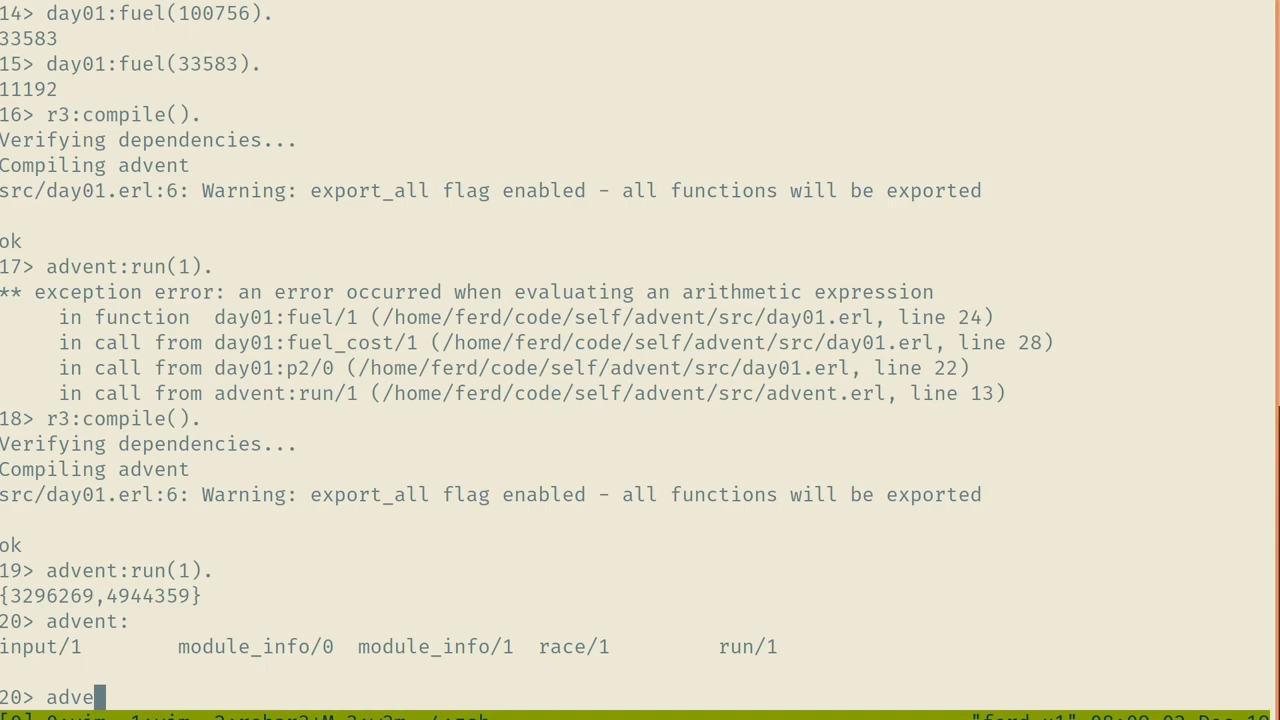 14> day01:fuel(100756).
33583
15> day01:fuel(33583).
11192
16> r3:compile().
Verifying dependencies...
Compiling advent
src/day01.erl:6: Warning: export_all flag enabled - all functions will be exported
ok
17> advent:run(1).
** exception error: an error occurred when evaluating an arithmetic expression
in function  day01:fuel/1 (/home/ferd/code/self/advent/src/day01.erl, line 24)
in call from day01:fuel_cost/1 (/home/ferd/code/self/advent/src/day01.erl, line 28)
in call from day01:p2/0 (/home/ferd/code/self/advent/src/day01.erl, line 22)
in call from advent:run/1 (/home/ferd/code/self/advent/src/advent.erl, line 13)
18> r3:compile().
Verifying dependencies...
Compiling advent
src/day01.erl:6: Warning: export_all flag enabled - all functions will be exported
ok
19> advent:run(1).
{3296269,4944359}
20> advent:
input/1        module_info/0  module_info/1  race/1         run/1
20> adve